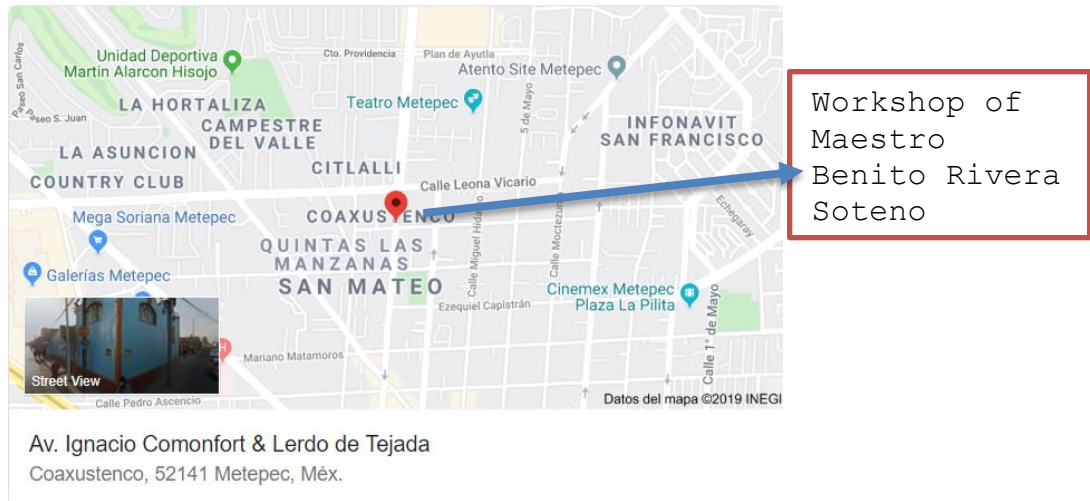 Unidad Deportiva
Martin Alarcon Hisojo
Cto. Providencia
Plan de Ayutla
Atento Site Metepec
Paseo San Carlos
Paseo S. Juan
LA HORTALIZA
Teatro Metepec
5 de Mayo
CAMPESTRE
DEL VALLE
INFONAVIT
SAN FRANCISCO
LA ASUNCION
CITLALLI
COUNTRY CLUB
Calle Leona Vicario
Mega Soriana Metepec
COAXUSTENCO
Calle Miguel Hidalgo
Calle Moctezuma
Echegaray
QUINTAS LAS
MANZANAS
Galerías Metepec
SAN MATEO
Cinemex Metepec
Plaza La Pilita
Ezequiel Capistrán
Calle 1° de Mayo
Mariano Matamoros
Street View
Calle Pedro Ascencio
Datos del mapa ©2019 INEGI
Workshop of
Maestro
Benito Rivera
Soteno
Av. Ignacio Comonfort & Lerdo de Tejada
Coaxustenco, 52141 Metepec, Méx.